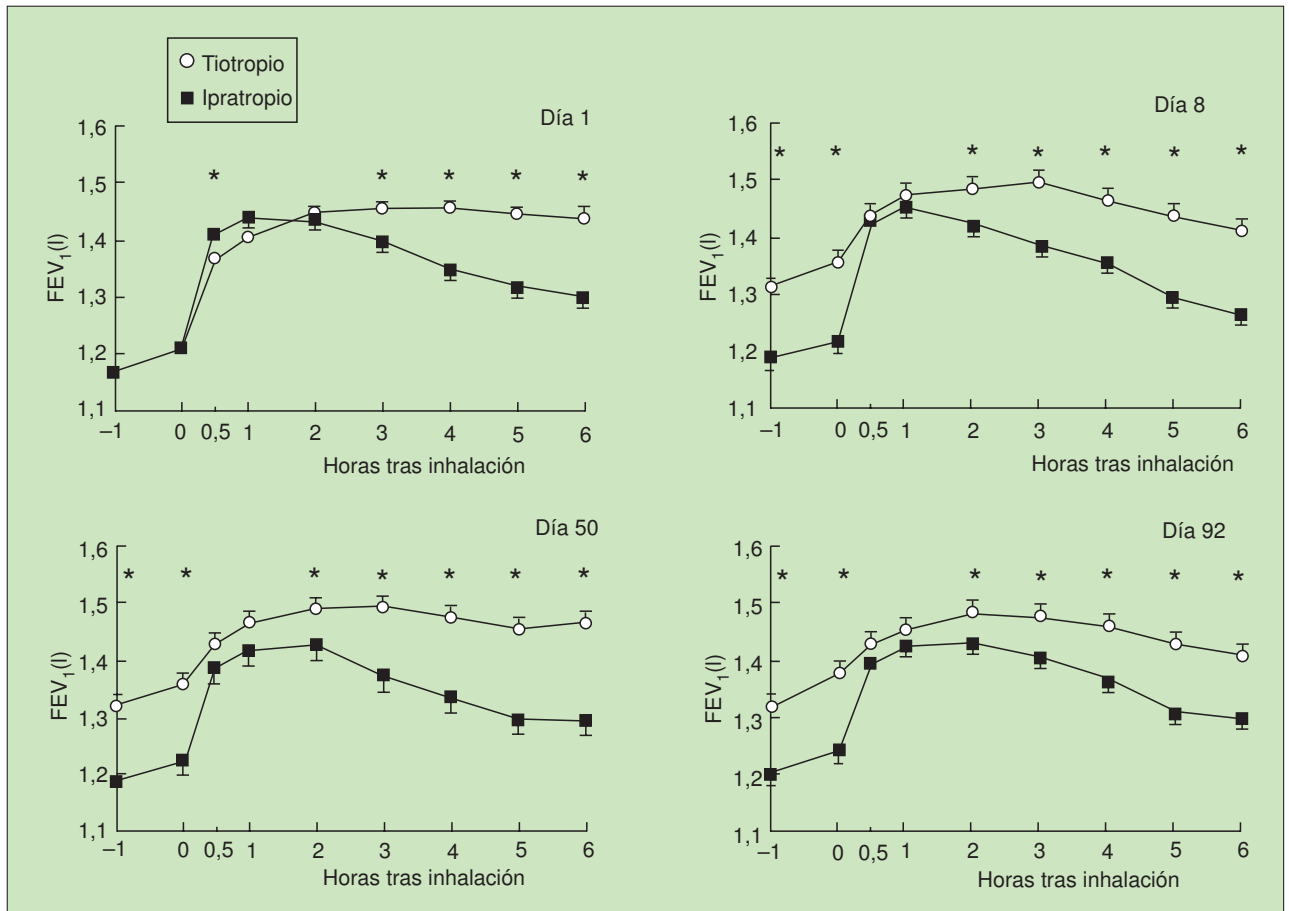 Tiotropio
Ipratropio
Día 1
FEV1(l)
1,6
1,5
1,4
1,3
1,2
1,1
* * * * *
–1 0 0,5 1 2 3 4 5 6
Horas tras inhalación
Día 8
FEV1(l)
1,6
1,5
1,4
1,3
1,2
1,1
* * * * * * *
–1 0 0,5 1 2 3 4 5 6
Horas tras inhalación
Día 50
FEV1(l)
1,6
1,5
1,4
1,3
1,2
1,1
* * * * * * *
–1 0 0,5 1 2 3 4 5 6
Horas tras inhalación
Día 92
FEV1(l)
1,6
1,5
1,4
1,3
1,2
1,1
* * * * * * *
–1 0 0,5 1 2 3 4 5 6
Horas tras inhalación